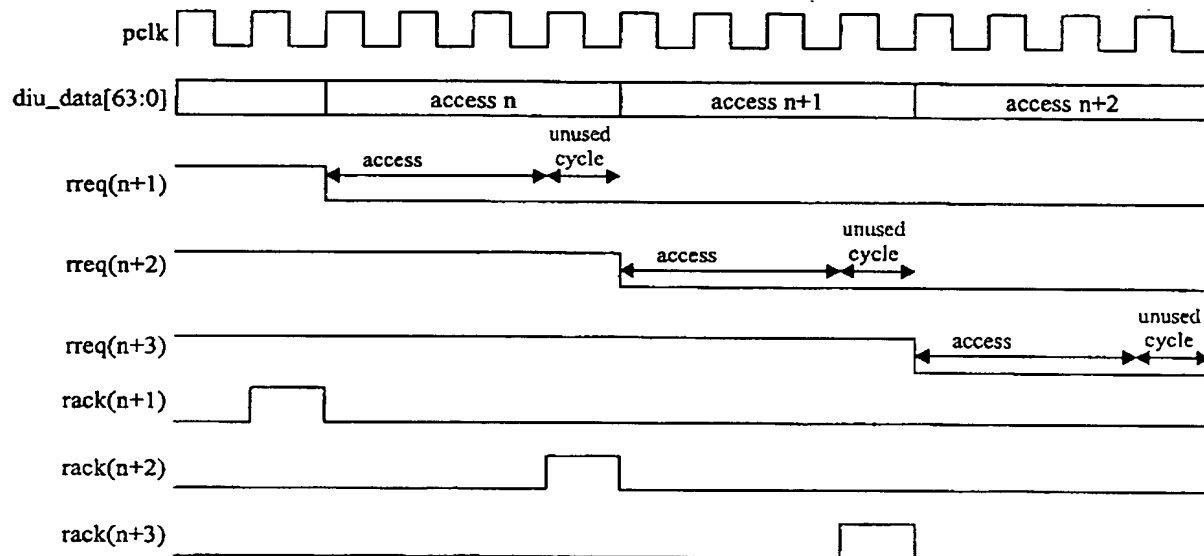 pclk
diu_data[63:0]
access n
access n+1
access n+2
unused
cycle
access
rreq(n+1)
unused
cycle
access
rreq(n+2)
unused
cycle
access
rreq(n+3)
rack(n+1)
rack(n+2)
rack(n+3)